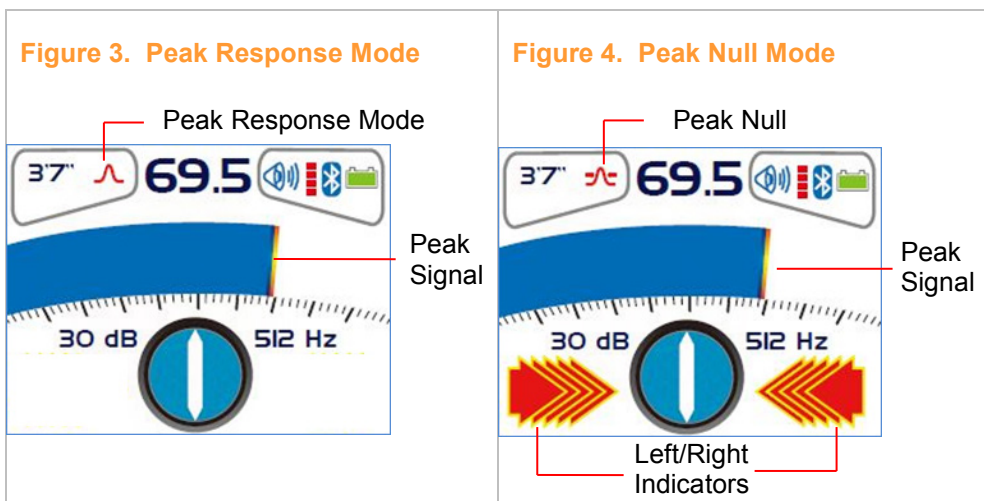 Figure 3. Peak Response Mode
Peak Response Mode
3'7" 69.5
Peak
Signal
30 dB 512 Hz
Figure 4. Peak Null Mode
Peak Null
3'7" 69.5
Peak
Signal
30 dB 512 Hz
Left/Right
Indicators